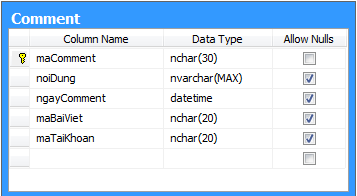 Comment
Column Name Data Type Allow Nulls
maComment nchar(30)
noiDung nvarchar(MAX)
ngayComment datetime
maBaiViet nchar(20)
maTaiKhoan nchar(20)